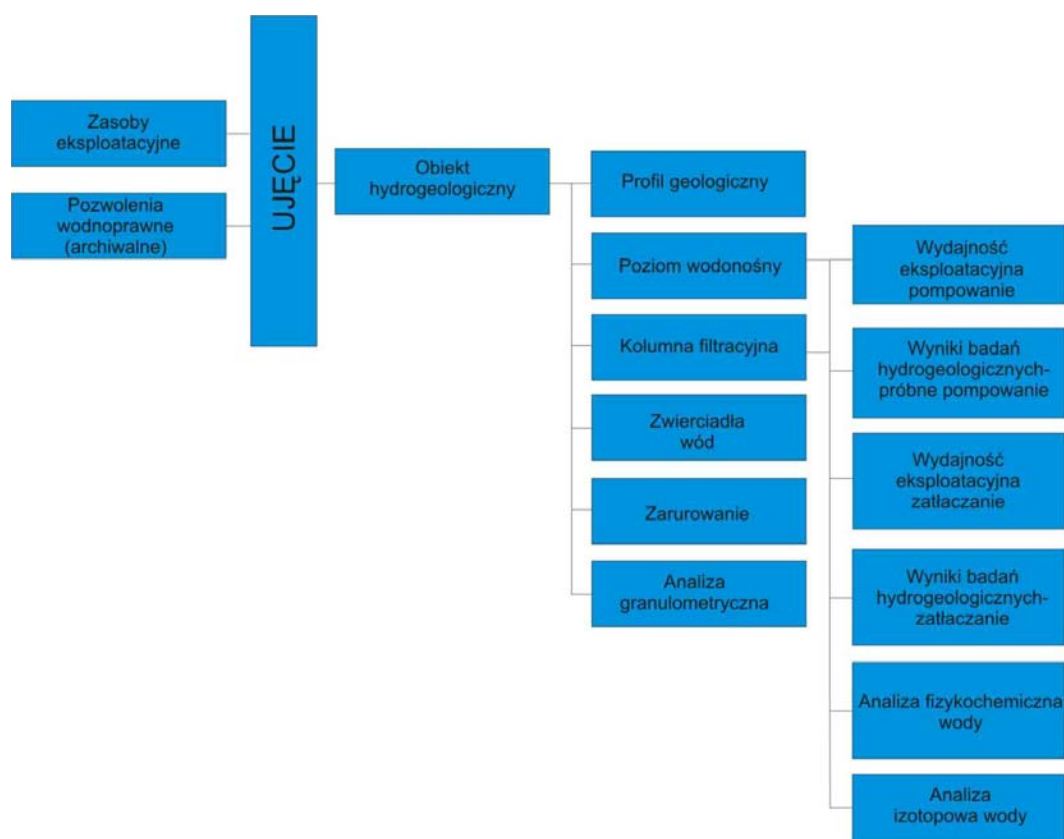 Zasoby
eksploatacyjne
Pozwolenia
wodnoprawne
(archiwalne)
UJĘCIE
Obiekt
hydrogeologiczny
Profil geologiczny
Poziom wodonośny
Kolumna filtracyjna
Zwierciadła
wód
Zarurowanie
Analiza
granulometryczna
Wydajność
eksploatacyjna
pompowanie
Wyniki badań
hydrogeologicznych-
próbne pompowanie
Wydajność
eksploatacyjna
zatłaczanie
Wyniki badań
hydrogeologicznych-
zatłaczanie
Analiza fizykochemiczna
wody
Analiza
izotopowa wody